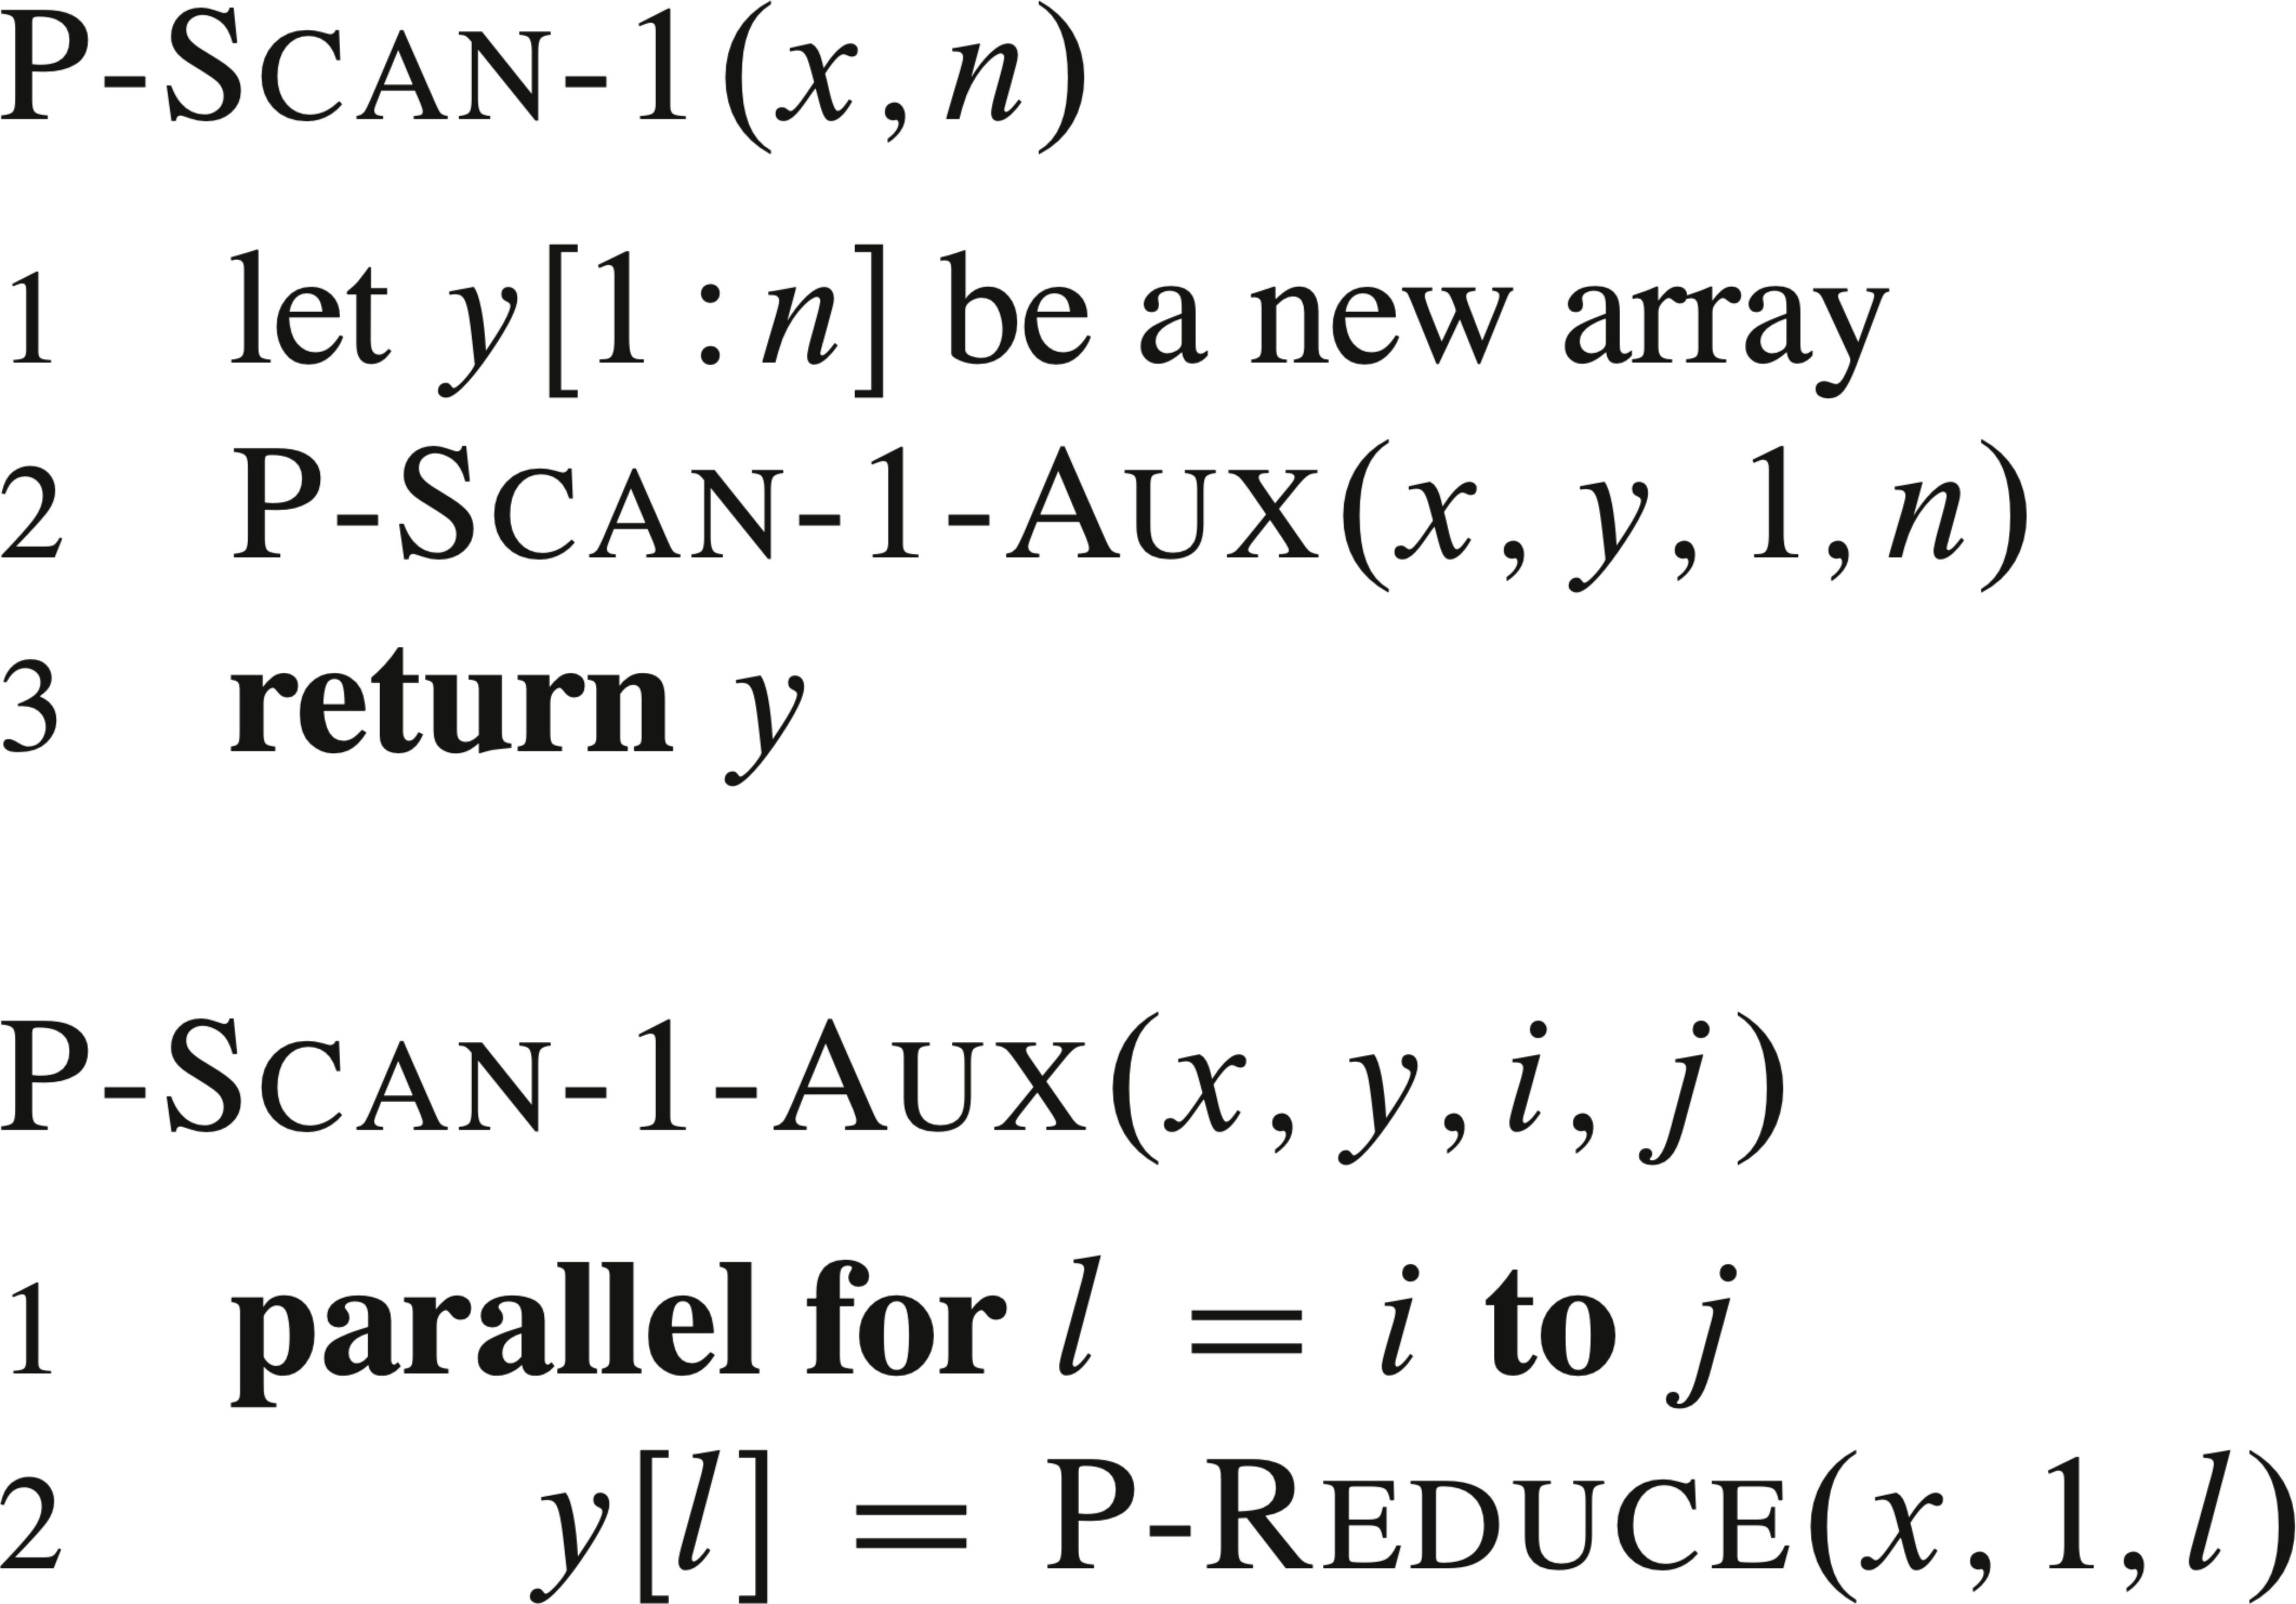 P-SCAN-1(x, n)
1 let y[1:n] be a new array
2 P-SCAN-1-AUX(x, y, 1, n)
3 return y
P-SCAN-1-AUX(x, y, i, j)
1 parallel for l = i to j
2 y[l] = P-REDUCE(x, 1, l)